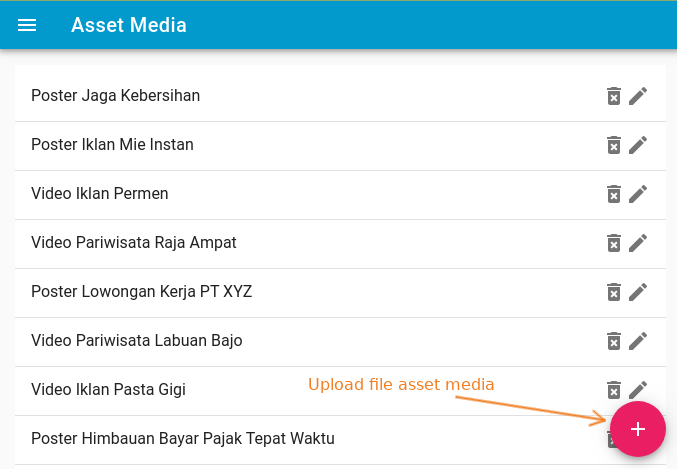 Asset Media
Poster Jaga Kebersihan
Poster Iklan Mie Instan
Video Iklan Permen
Video Pariwisata Raja Ampat
Poster Lowongan Kerja PT XYZ
Video Pariwisata Labuan Bajo
Video Iklan Pasta Gigi
Upload file asset media
Poster Himbauan Bayar Pajak Tepat Waktu